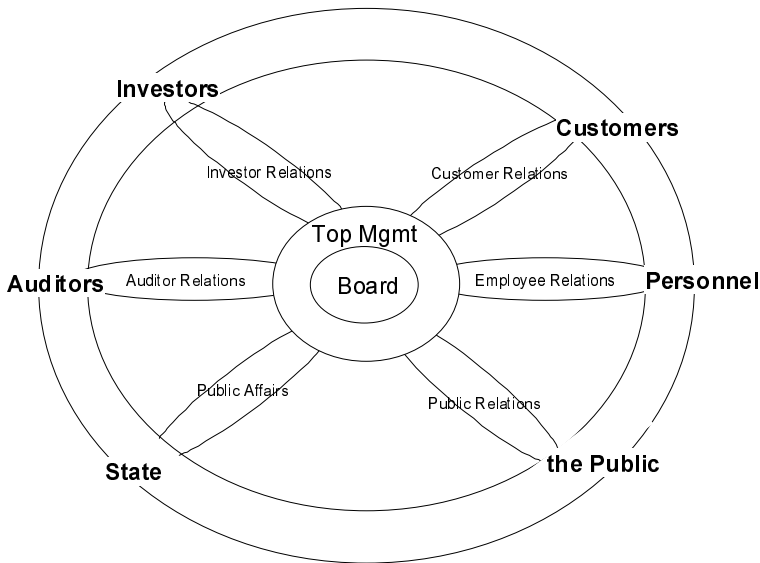 Investors
Customers
Investor Relations
Customer Relations
Top Mgmt
Auditors
Auditor Relations
Board
Employee Relations
Personnel
Public Affairs
Public Relations
State
the Public